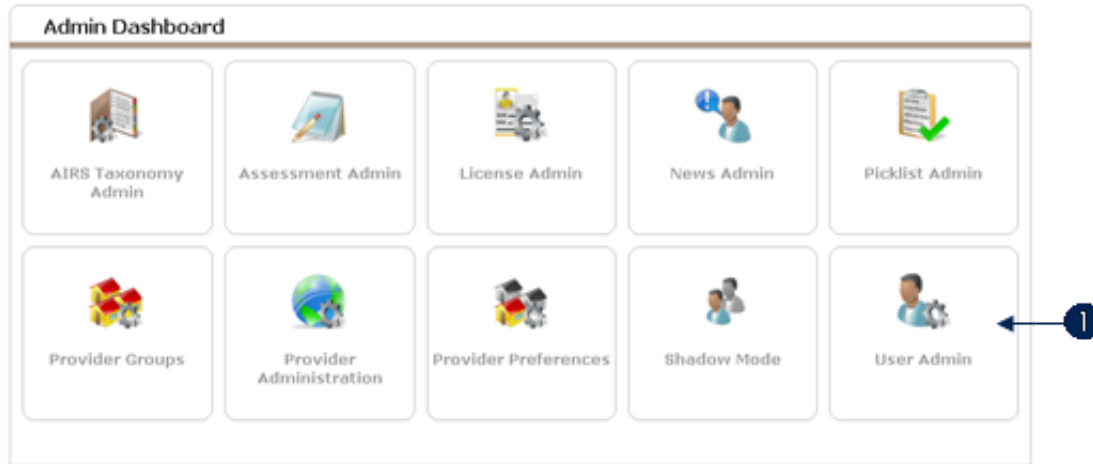 Admin Dashboard
AIRS Taxonomy
Admin
Assessment Admin
License Admin
News Admin
Picklist Admin
Provider Groups
Provider
Administration
Provider Preferences
Shadow Mode
User Admin
1